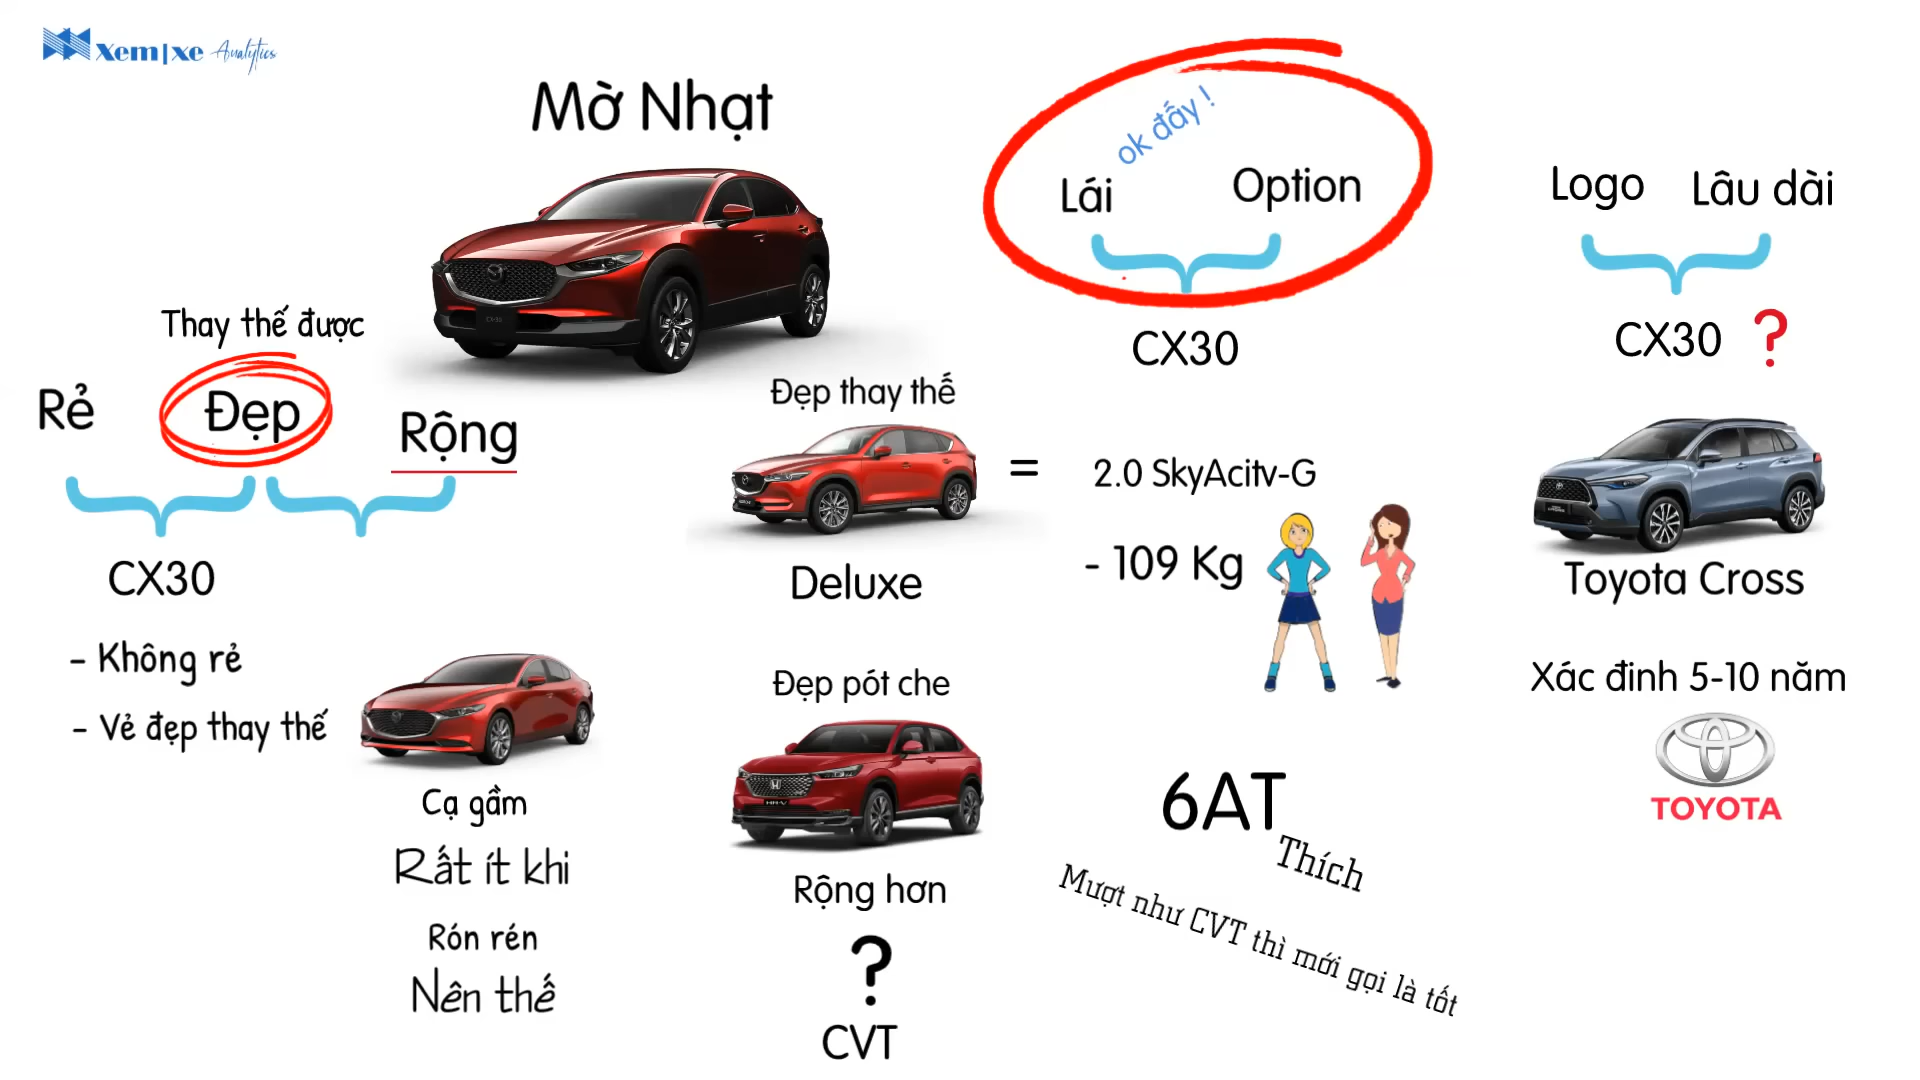 Xem|xe Analytics
Mờ Nhạt
ok đấy !
Lái
Option
CX30
Logo
Lâu dài
CX30 ?
Thay thế được
Rẻ
Đẹp
Rộng
CX30
- Không rẻ
- Vẻ đẹp thay thế
Cạ gầm
Rất ít khi
Rón rén
Nên thế
Đẹp thay thế
Deluxe
=
2.0 SkyAcitv-G
- 109 Kg
Đẹp pót che
HR-V
Rộng hơn
?
CVT
6AT
Thích
Mượt như CVT thì mới gọi là tốt
Toyota Cross
Xác đinh 5-10 năm
TOYOTA